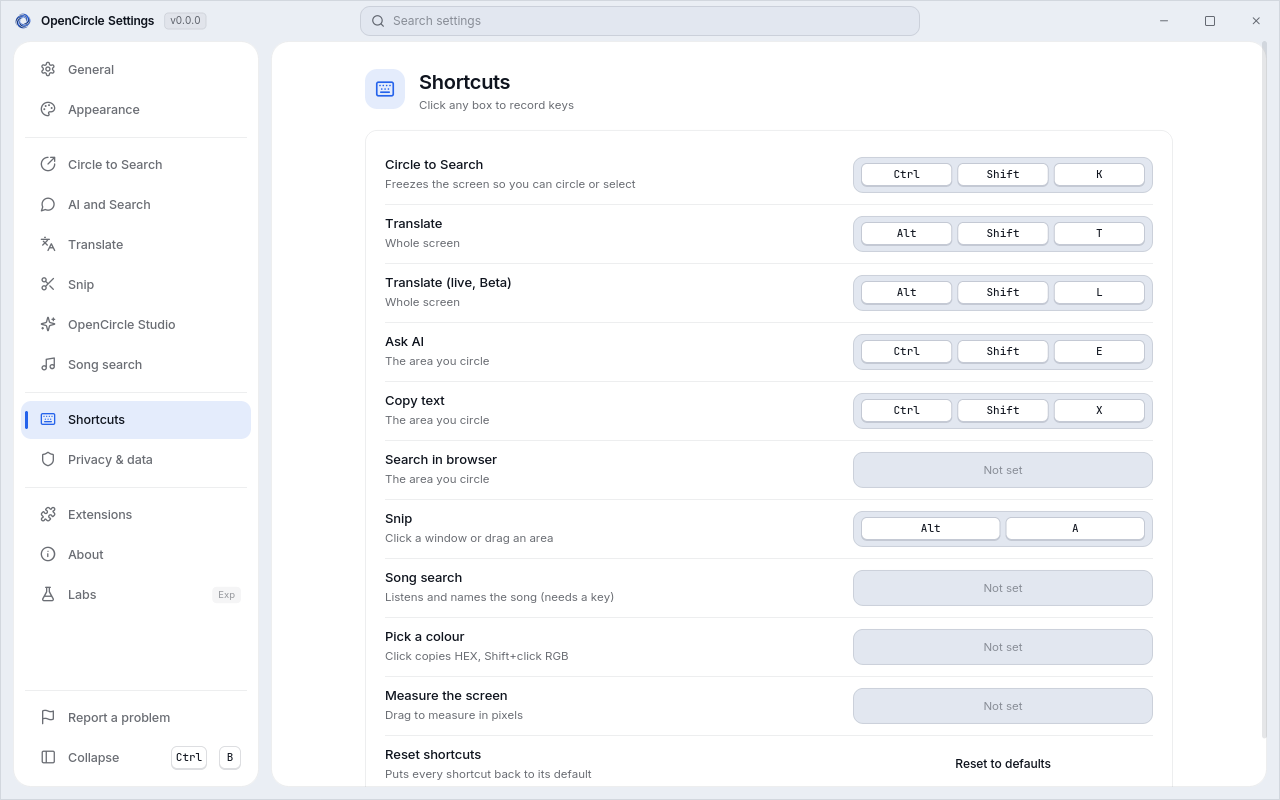 OpenCircle Settings
v0.0.0
Search settings
General
Appearance
Circle to Search
AI and Search
Translate
Snip
OpenCircle Studio
Song search
Shortcuts
Privacy & data
Extensions
About
Labs
Exp
Report a problem
Collapse
Ctrl B
Shortcuts
Click any box to record keys
Circle to Search
Freezes the screen so you can circle or select
Ctrl Shift K
Translate
Whole screen
Alt Shift T
Translate (live, Beta)
Whole screen
Alt Shift L
Ask AI
The area you circle
Ctrl Shift E
Copy text
The area you circle
Ctrl Shift X
Search in browser
The area you circle
Not set
Snip
Click a window or drag an area
Alt A
Song search
Listens and names the song (needs a key)
Not set
Pick a colour
Click copies HEX, Shift+click RGB
Not set
Measure the screen
Drag to measure in pixels
Not set
Reset shortcuts
Puts every shortcut back to its default
Reset to defaults